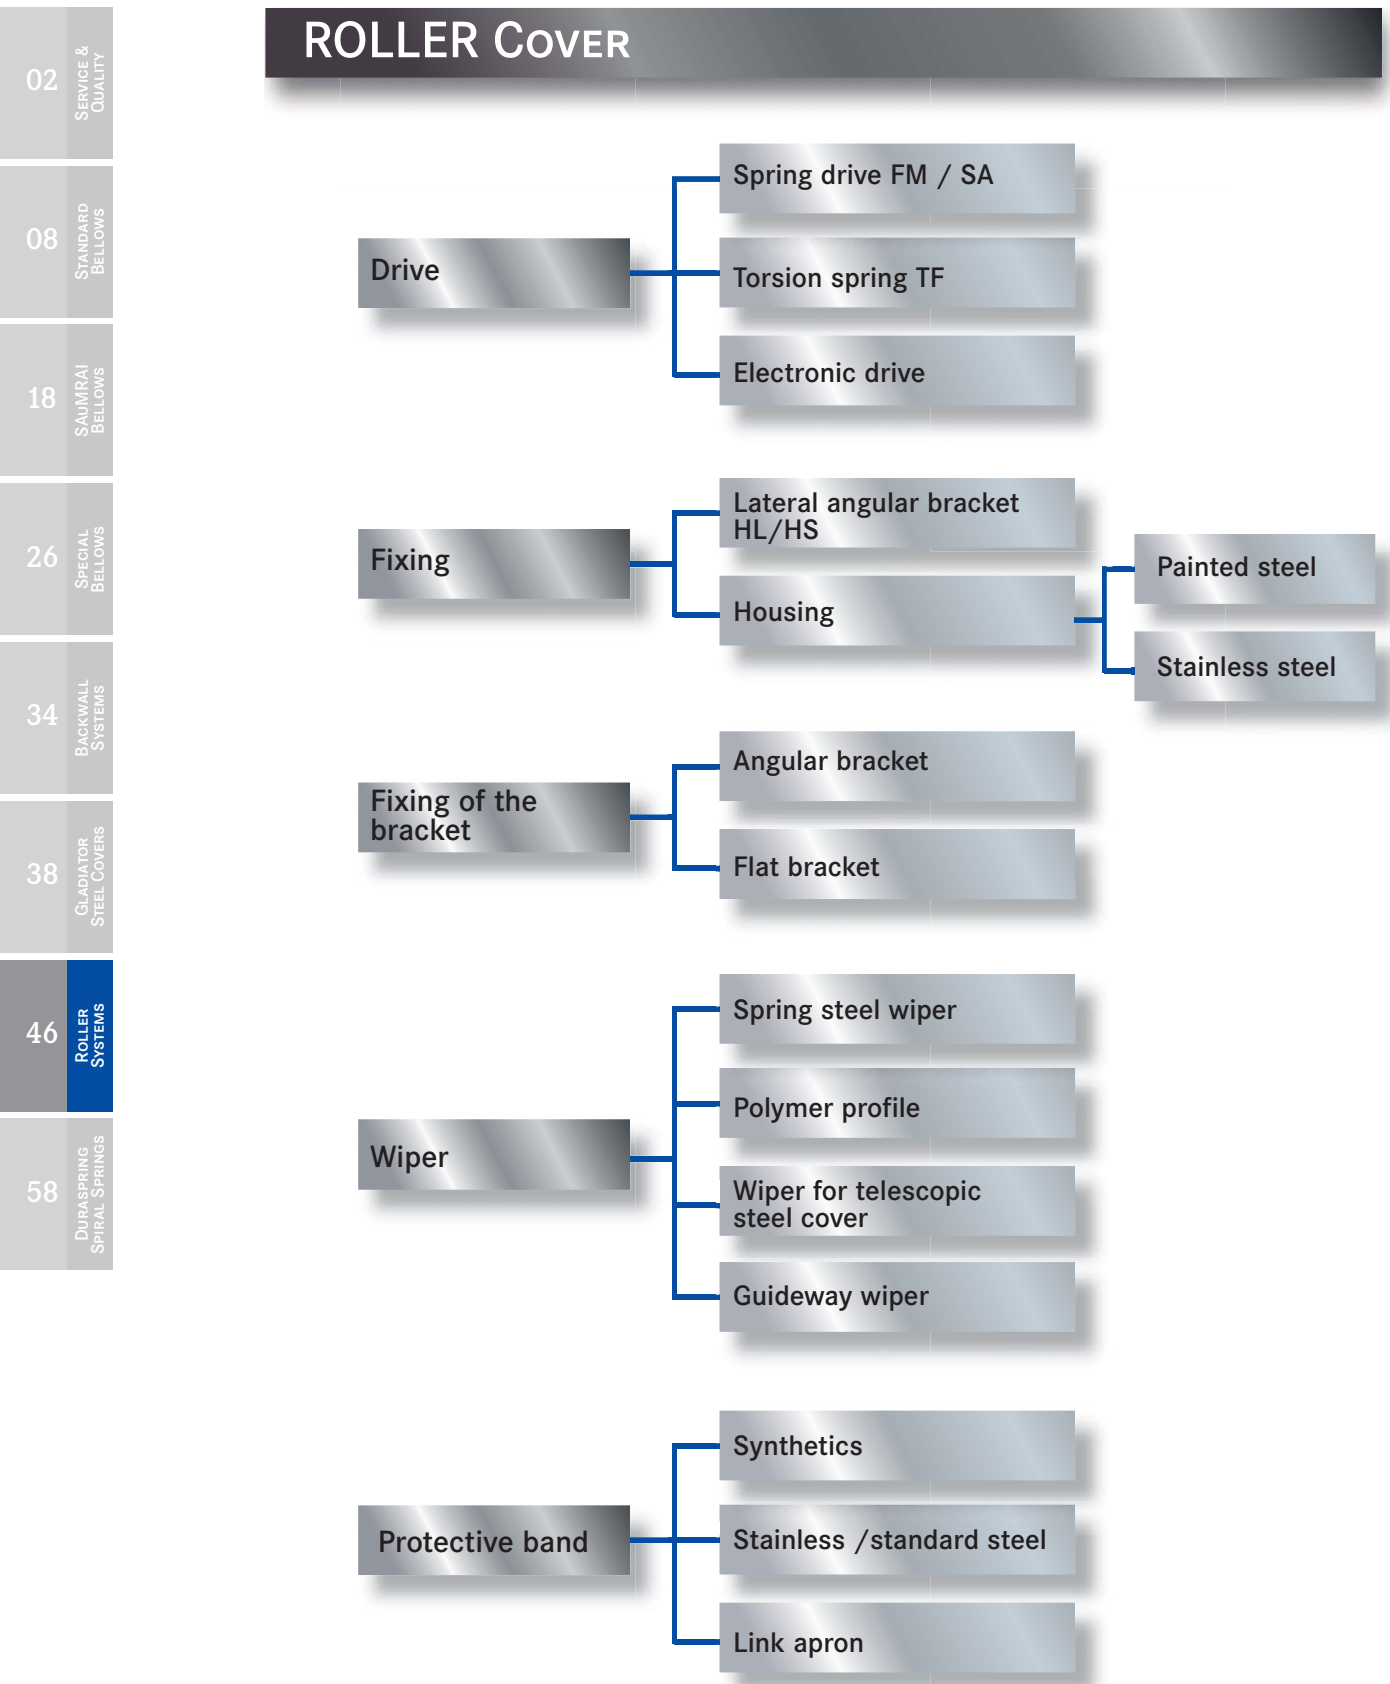 ROLLER COVER
02
SERVICE &
QUALITY
08
STANDARD
BELLOWS
18
SAUMRAI
BELLOWS
26
SPECIAL
BELLOWS
34
BACKWALL
SYSTEMS
38
GLADIATOR
STEEL COVERS
46
ROLLER
SYSTEMS
58
DURASPRING
SPIRAL SPRINGS
Drive
Spring drive FM / SA
Torsion spring TF
Electronic drive
Fixing
Lateral angular bracket
HL/HS
Housing
Painted steel
Stainless steel
Fixing of the
bracket
Angular bracket
Flat bracket
Wiper
Spring steel wiper
Polymer profile
Wiper for telescopic
steel cover
Guideway wiper
Protective band
Synthetics
Stainless /standard steel
Link apron